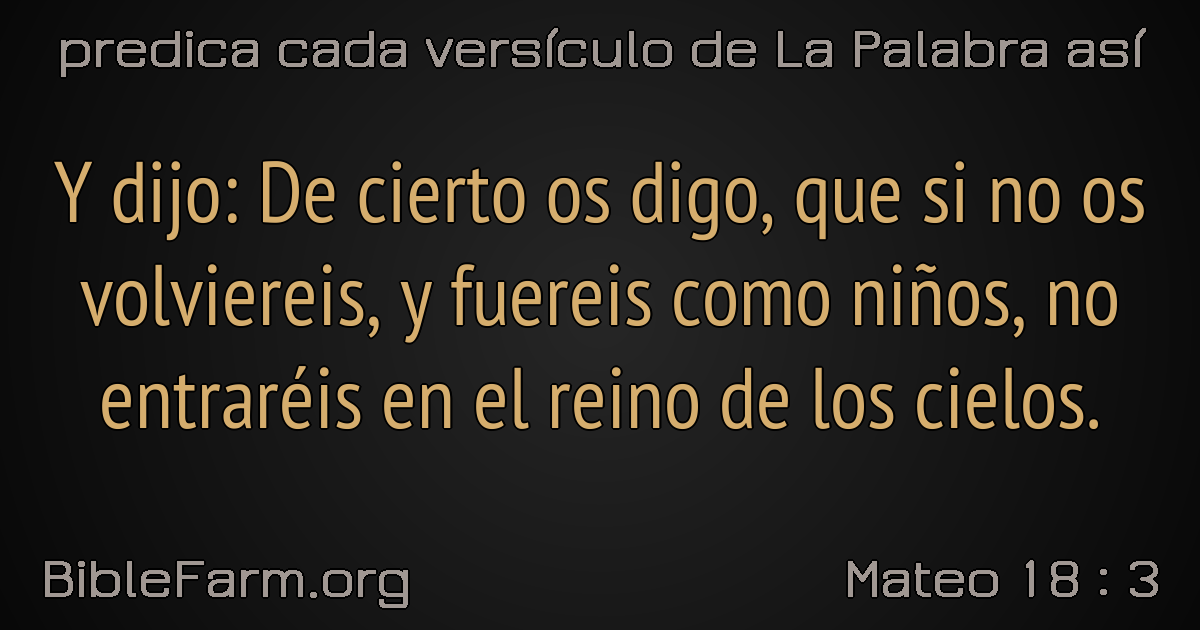 predica cada versículo de La Palabra así
Y dijo: De cierto os digo, que si no os
volviereis, y fuereis como niños, no
entraréis en el reino de los cielos.
BibleFarm.org
Mateo 18 : 3